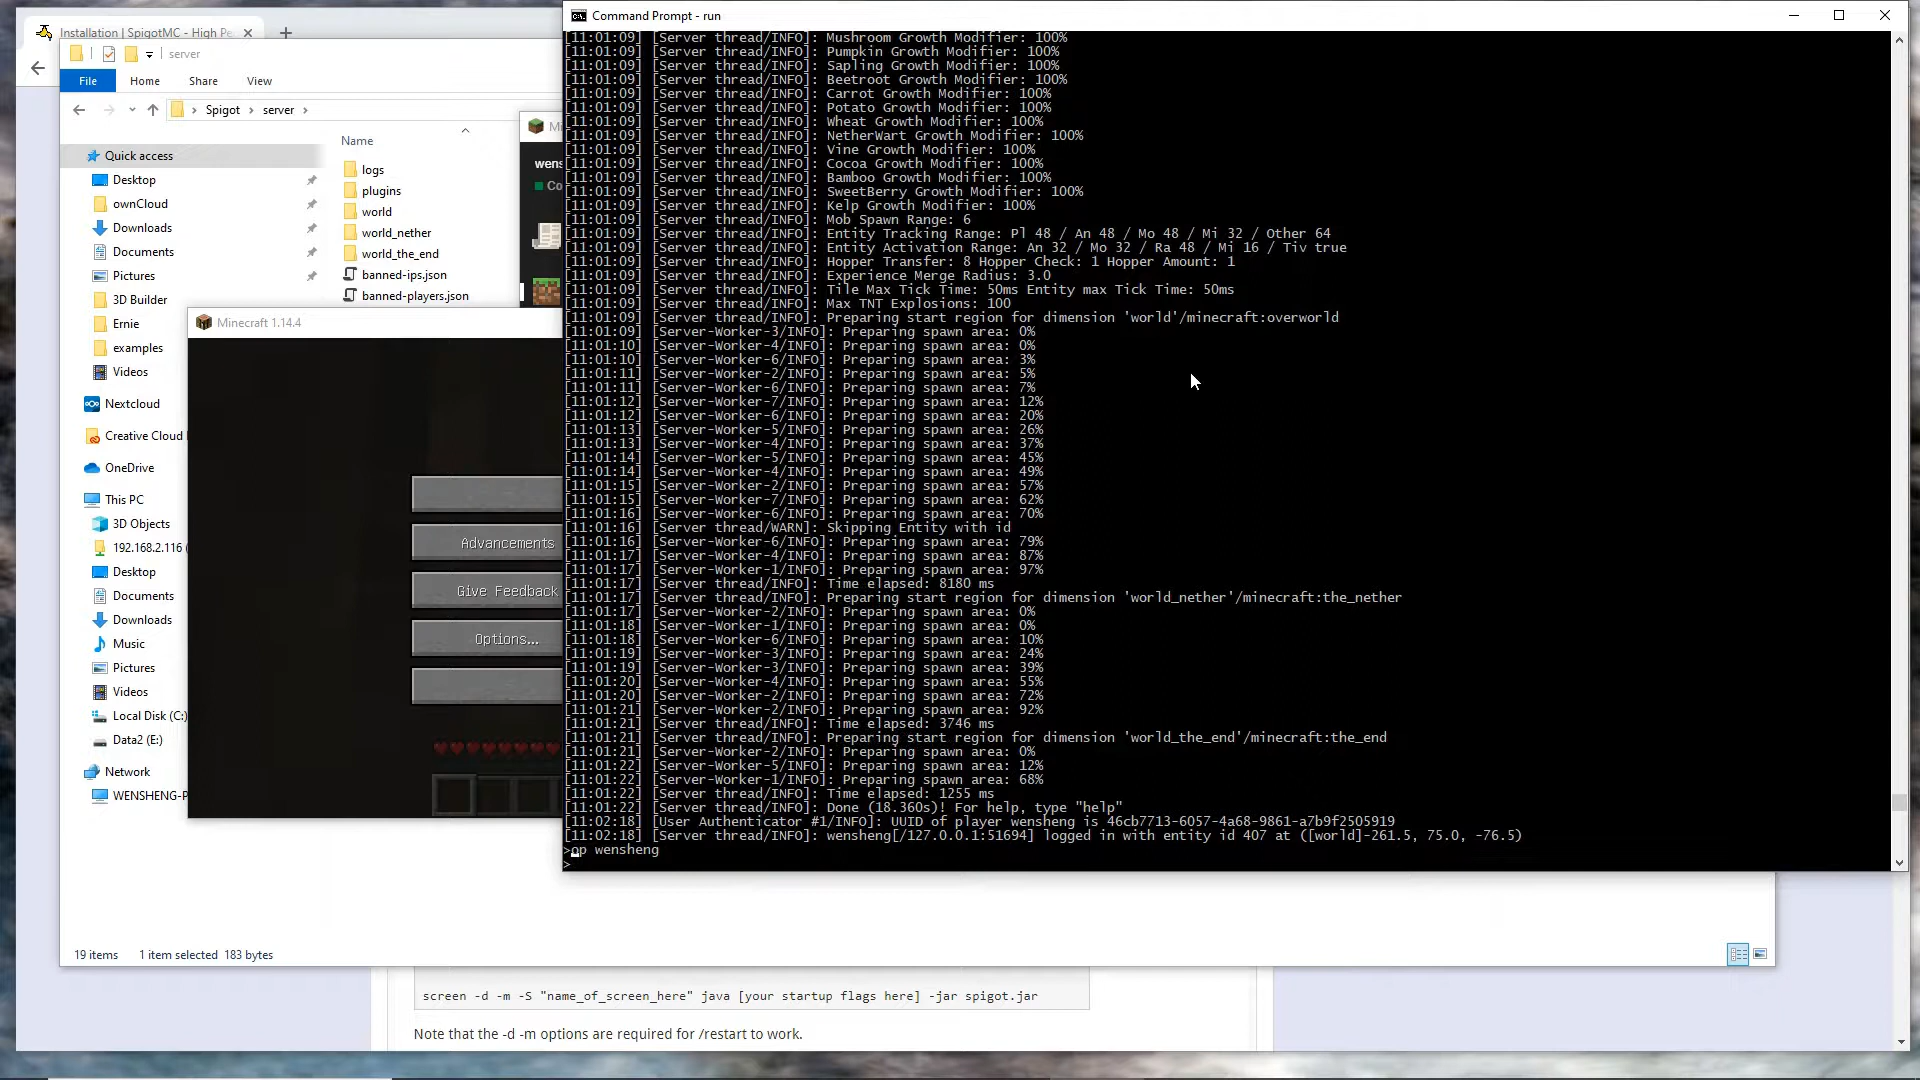 Installation | SpigotMC - High Pe
server
File
Home
Share
View
Spigot
server
Name
Quick access
Desktop
ownCloud
Downloads
Documents
Pictures
3D Builder
Ernie
examples
Videos
Nextcloud
Creative Cloud
OneDrive
This PC
3D Objects
192.168.2.116 (
Desktop
Documents
Downloads
Music
Pictures
Videos
Local Disk (C:)
Data2 (E:)
Network
WENSHENG-P
logs
plugins
world
world_nether
world_the_end
banned-ips.json
banned-players.json
19 items
1 item selected 183 bytes
Mi
wens
Co
Minecraft 1.14.4
Advancements
Give Feedback
Options...
Command Prompt - run
[11:01:09] [Server thread/INFO]: Mushroom Growth Modifier: 100%
[11:01:09] [Server thread/INFO]: Pumpkin Growth Modifier: 100%
[11:01:09] [Server thread/INFO]: Sapling Growth Modifier: 100%
[11:01:09] [Server thread/INFO]: Beetroot Growth Modifier: 100%
[11:01:09] [Server thread/INFO]: Carrot Growth Modifier: 100%
[11:01:09] [Server thread/INFO]: Potato Growth Modifier: 100%
[11:01:09] [Server thread/INFO]: Wheat Growth Modifier: 100%
[11:01:09] [Server thread/INFO]: NetherWart Growth Modifier: 100%
[11:01:09] [Server thread/INFO]: Vine Growth Modifier: 100%
[11:01:09] [Server thread/INFO]: Cocoa Growth Modifier: 100%
[11:01:09] [Server thread/INFO]: Bamboo Growth Modifier: 100%
[11:01:09] [Server thread/INFO]: SweetBerry Growth Modifier: 100%
[11:01:09] [Server thread/INFO]: Kelp Growth Modifier: 100%
[11:01:09] [Server thread/INFO]: Mob Spawn Range: 6
[11:01:09] [Server thread/INFO]: Entity Tracking Range: Pl 48 / An 48 / Mo 48 / Mi 32 / Other 64
[11:01:09] [Server thread/INFO]: Entity Activation Range: An 32 / Mo 32 / Ra 48 / Mi 16 / Tiv true
[11:01:09] [Server thread/INFO]: Hopper Transfer: 8 Hopper Check: 1 Hopper Amount: 1
[11:01:09] [Server thread/INFO]: Experience Merge Radius: 3.0
[11:01:09] [Server thread/INFO]: Tile Max Tick Time: 50ms Entity max Tick Time: 50ms
[11:01:09] [Server thread/INFO]: Max TNT Explosions: 100
[11:01:09] [Server thread/INFO]: Preparing start region for dimension 'world'/minecraft:overworld
[11:01:09] [Server-Worker-3/INFO]: Preparing spawn area: 0%
[11:01:10] [Server-Worker-4/INFO]: Preparing spawn area: 0%
[11:01:10] [Server-Worker-6/INFO]: Preparing spawn area: 3%
[11:01:11] [Server-Worker-2/INFO]: Preparing spawn area: 5%
[11:01:11] [Server-Worker-6/INFO]: Preparing spawn area: 7%
[11:01:12] [Server-Worker-7/INFO]: Preparing spawn area: 12%
[11:01:12] [Server-Worker-6/INFO]: Preparing spawn area: 20%
[11:01:13] [Server-Worker-5/INFO]: Preparing spawn area: 26%
[11:01:13] [Server-Worker-4/INFO]: Preparing spawn area: 37%
[11:01:14] [Server-Worker-5/INFO]: Preparing spawn area: 45%
[11:01:14] [Server-Worker-4/INFO]: Preparing spawn area: 49%
[11:01:15] [Server-Worker-2/INFO]: Preparing spawn area: 57%
[11:01:15] [Server-Worker-7/INFO]: Preparing spawn area: 62%
[11:01:16] [Server-Worker-6/INFO]: Preparing spawn area: 70%
[11:01:16] [Server thread/WARN]: Skipping Entity with id
[11:01:16] [Server-Worker-6/INFO]: Preparing spawn area: 79%
[11:01:17] [Server-Worker-4/INFO]: Preparing spawn area: 87%
[11:01:17] [Server-Worker-1/INFO]: Preparing spawn area: 97%
[11:01:17] [Server thread/INFO]: Time elapsed: 8180 ms
[11:01:17] [Server thread/INFO]: Preparing start region for dimension 'world_nether'/minecraft:the_nether
[11:01:17] [Server-Worker-2/INFO]: Preparing spawn area: 0%
[11:01:18] [Server-Worker-1/INFO]: Preparing spawn area: 0%
[11:01:18] [Server-Worker-6/INFO]: Preparing spawn area: 10%
[11:01:19] [Server-Worker-3/INFO]: Preparing spawn area: 24%
[11:01:19] [Server-Worker-3/INFO]: Preparing spawn area: 39%
[11:01:20] [Server-Worker-4/INFO]: Preparing spawn area: 55%
[11:01:20] [Server-Worker-2/INFO]: Preparing spawn area: 72%
[11:01:21] [Server-Worker-2/INFO]: Preparing spawn area: 92%
[11:01:21] [Server thread/INFO]: Time elapsed: 3746 ms
[11:01:21] [Server thread/INFO]: Preparing start region for dimension 'world_the_end'/minecraft:the_end
[11:01:21] [Server-Worker-2/INFO]: Preparing spawn area: 0%
[11:01:22] [Server-Worker-5/INFO]: Preparing spawn area: 12%
[11:01:22] [Server-Worker-1/INFO]: Preparing spawn area: 68%
[11:01:22] [Server thread/INFO]: Time elapsed: 1255 ms
[11:01:22] [Server thread/INFO]: Done (18.360s)! For help, type "help"
[11:02:18] [User Authenticator #1/INFO]: UUID of player wensheng is 46cb7713-6057-4a68-9861-a7b9f2505919
[11:02:18] [Server thread/INFO]: wensheng[/127.0.0.1:51694] logged in with entity id 407 at ([world]-261.5, 75.0, -76.5)
>op wensheng
>
screen -d -m -S "name_of_screen_here" java [your startup flags here] -jar spigot.jar
Note that the -d -m options are required for /restart to work.